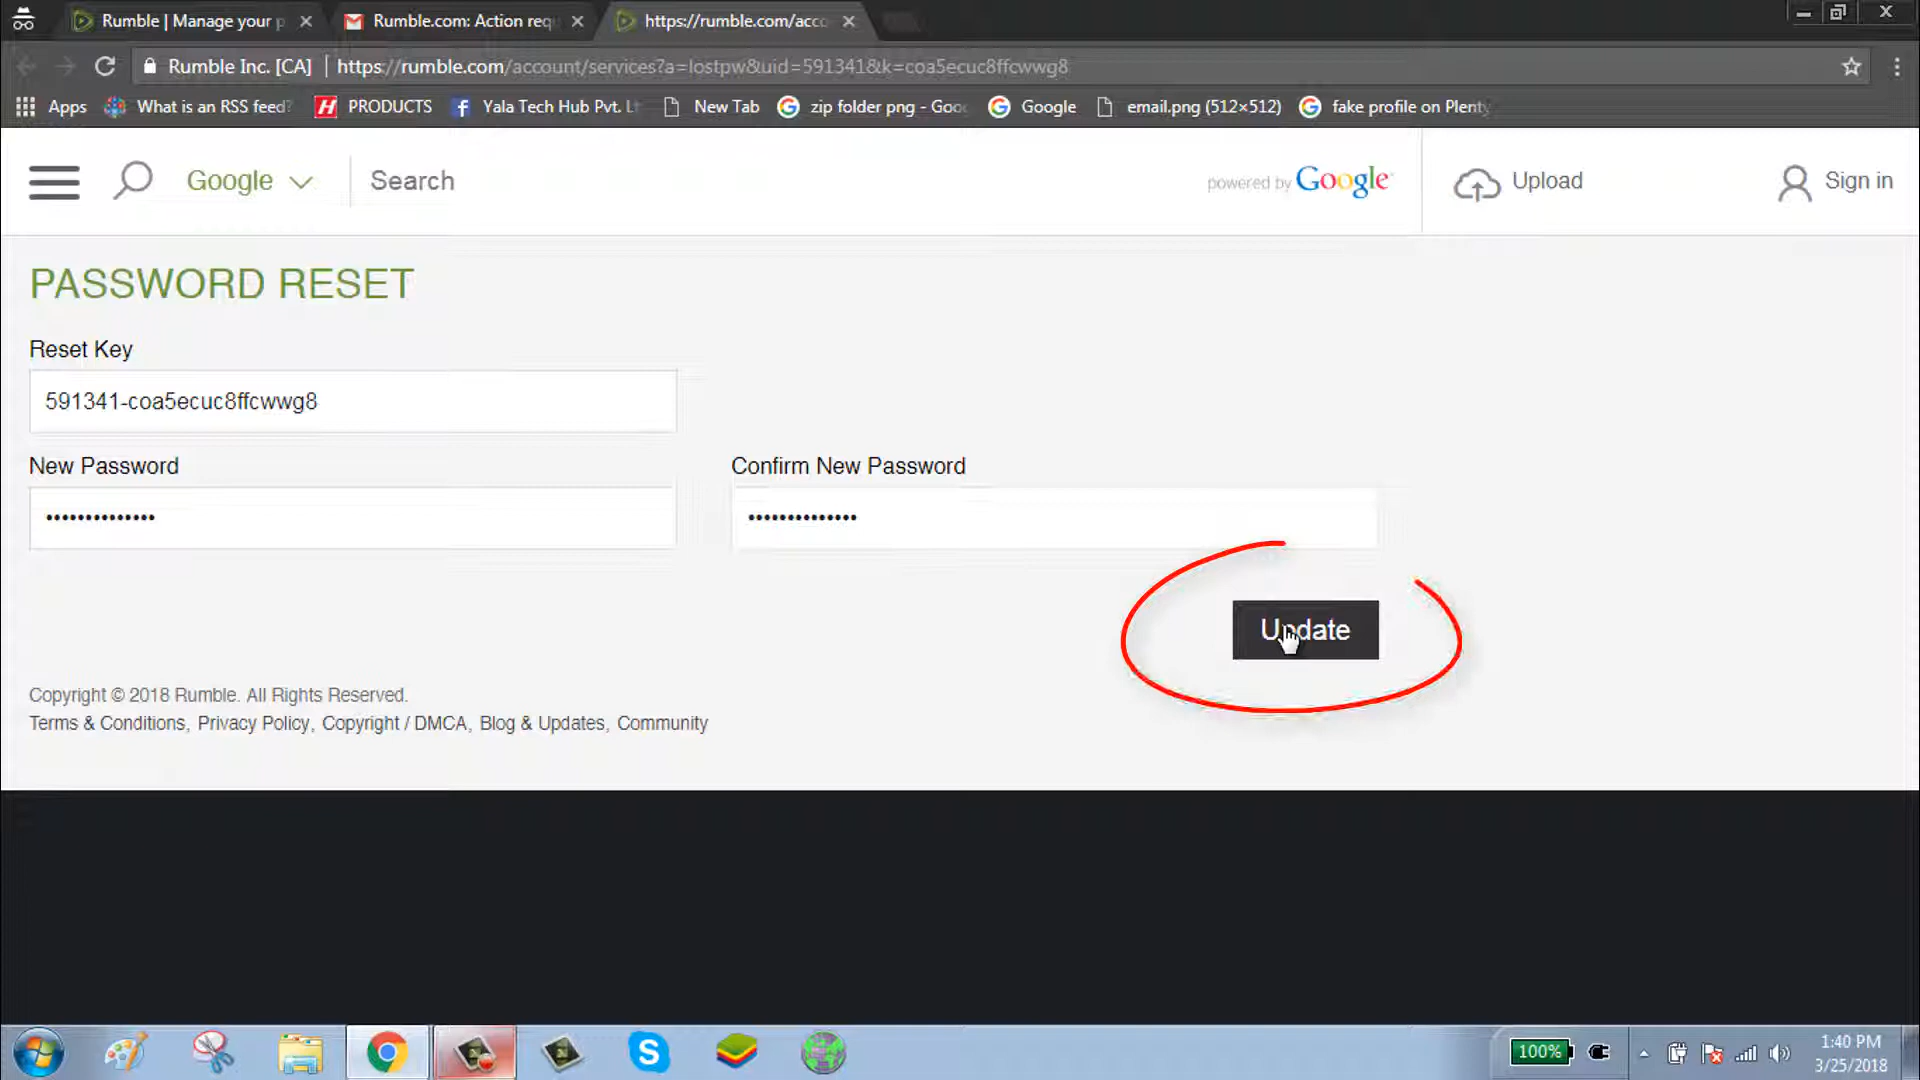 Rumble | Manage your p
Rumble.com: Action req
https://rumble.com/acco
Rumble Inc. [CA] | https://rumble.com/account/services?a=lostpw&uid=591341&k=coa5ecuc8ffcwwg8
Apps What is an RSS feed? PRODUCTS Yala Tech Hub Pvt. Lt New Tab zip folder png - Goo Google email.png (512×512) fake profile on Plenty
Google Search powered by Google Upload Sign in
PASSWORD RESET
Reset Key
591341-coa5ecuc8ffcwwg8
New Password Confirm New Password
•••••••••••••• ••••••••••••••
Update
Copyright © 2018 Rumble. All Rights Reserved.
Terms & Conditions, Privacy Policy, Copyright / DMCA, Blog & Updates, Community
100% 1:40 PM
3/25/2018